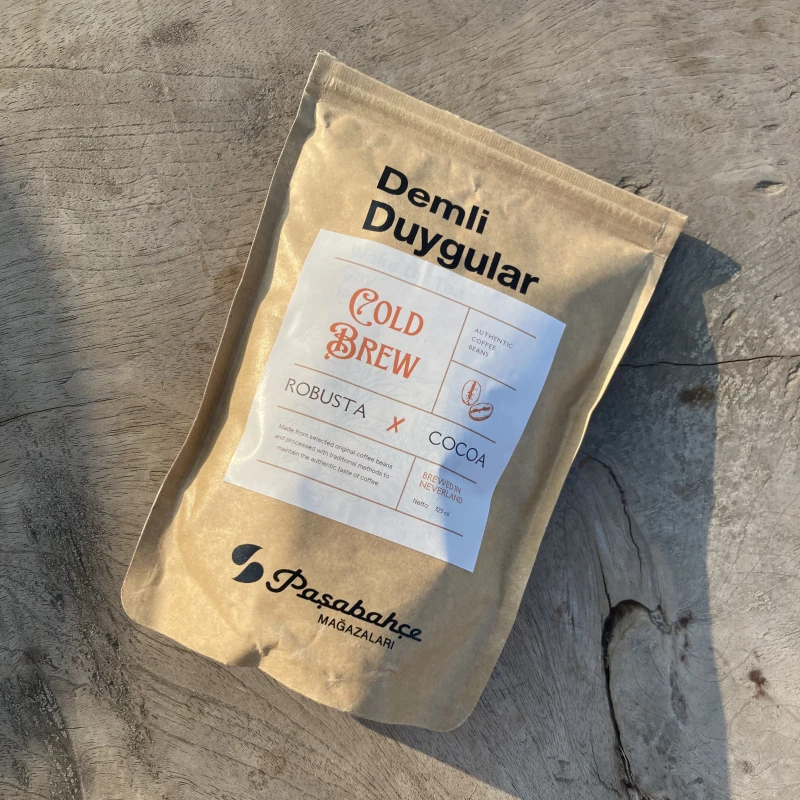 Demli
Duygular
COLD
BREW
AUTHENTIC
COFFEE
BEANS
ROBUSTA X COCOA
Made from selected original coffee beans
and processed with traditional methods to
maintain the authentic taste of coffee.
BREWED IN
NEVERLAND
Netto
Paşabahçe
MAĞAZALARI